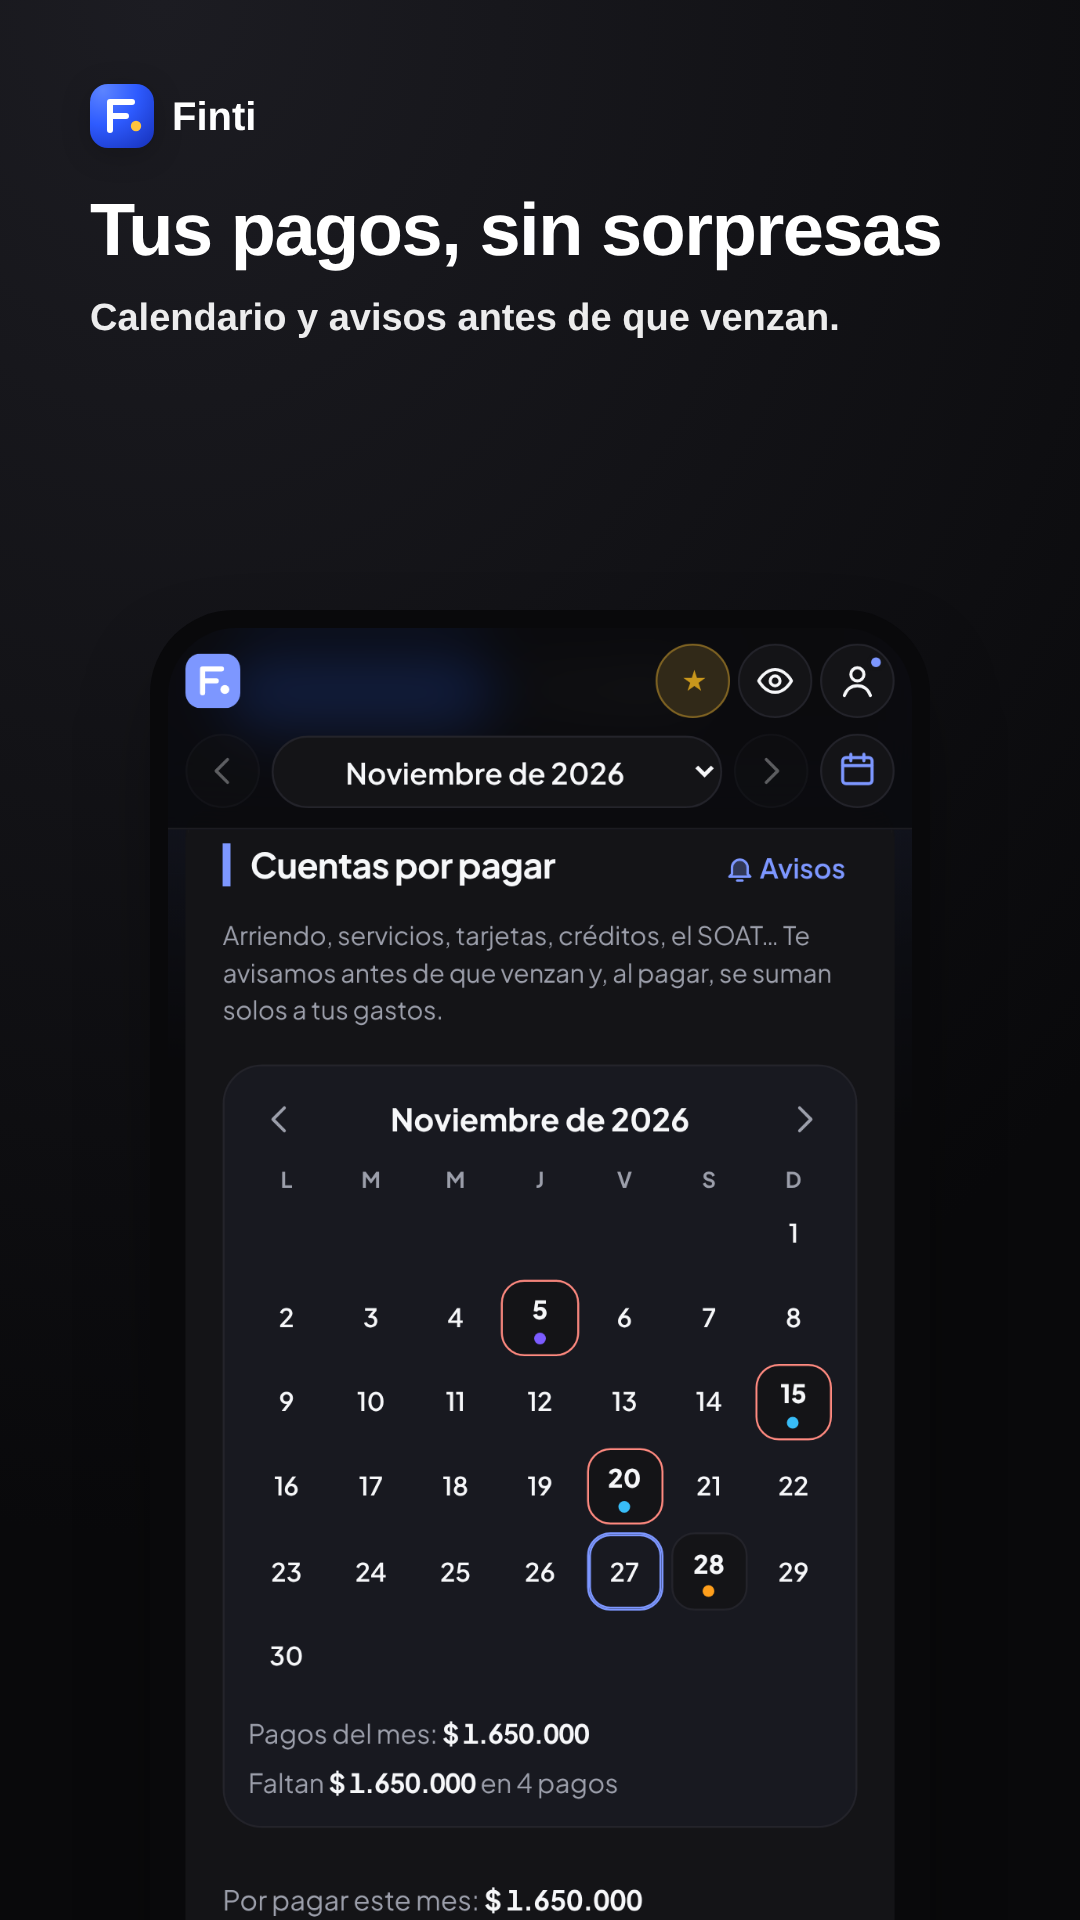 F.
Finti
Tus pagos, sin sorpresas
Calendario y avisos antes de que venzan.
F.
Noviembre de 2026
Cuentas por pagar
Avisos
Arriendo, servicios, tarjetas, créditos, el SOAT... Te
avisamos antes de que venzan y, al pagar, se suman
solos a tus gastos.
Noviembre de 2026
L M M J V S D
1
2 3 4 5 6 7 8
9 10 11 12 13 14 15
16 17 18 19 20 21 22
23 24 25 26 27 28 29
30
Pagos del mes: $ 1.650.000
Faltan $ 1.650.000 en 4 pagos
Por pagar este mes: $ 1.650.000